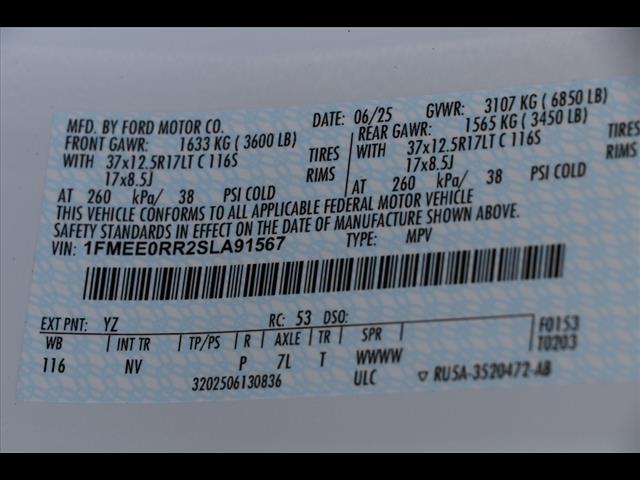 MFD. BY FORD MOTOR CO.
DATE: 06/25 GVWR: 3107 KG ( 6850 LB)
FRONT GAWR: 1633 KG ( 3600 LB) REAR GAWR: 1565 KG ( 3450 LB)
WITH 37x12.5R17LT C 116S TIRES WITH 37x12.5R17LT C 116S TIRES
17x8.5J RIMS 17x8.5J RIMS
AT 260 kPa/ 38 PSI COLD AT 260 kPa/ 38 PSI COLD
THIS VEHICLE CONFORMS TO ALL APPLICABLE FEDERAL MOTOR VEHICLE
SAFETY STANDARDS IN EFFECT ON THE DATE OF MANUFACTURE SHOWN ABOVE.
VIN: 1FMEE0RR2SLA91567 TYPE: MPV
EXT PNT: YZ RC: 53 DSO: F0153
WB INT TR TP/PS R AXLE TR SPR T0203
116 NV P 7L T WWWW
3202506130836 ULC ▽ RU5A-3520472-AB